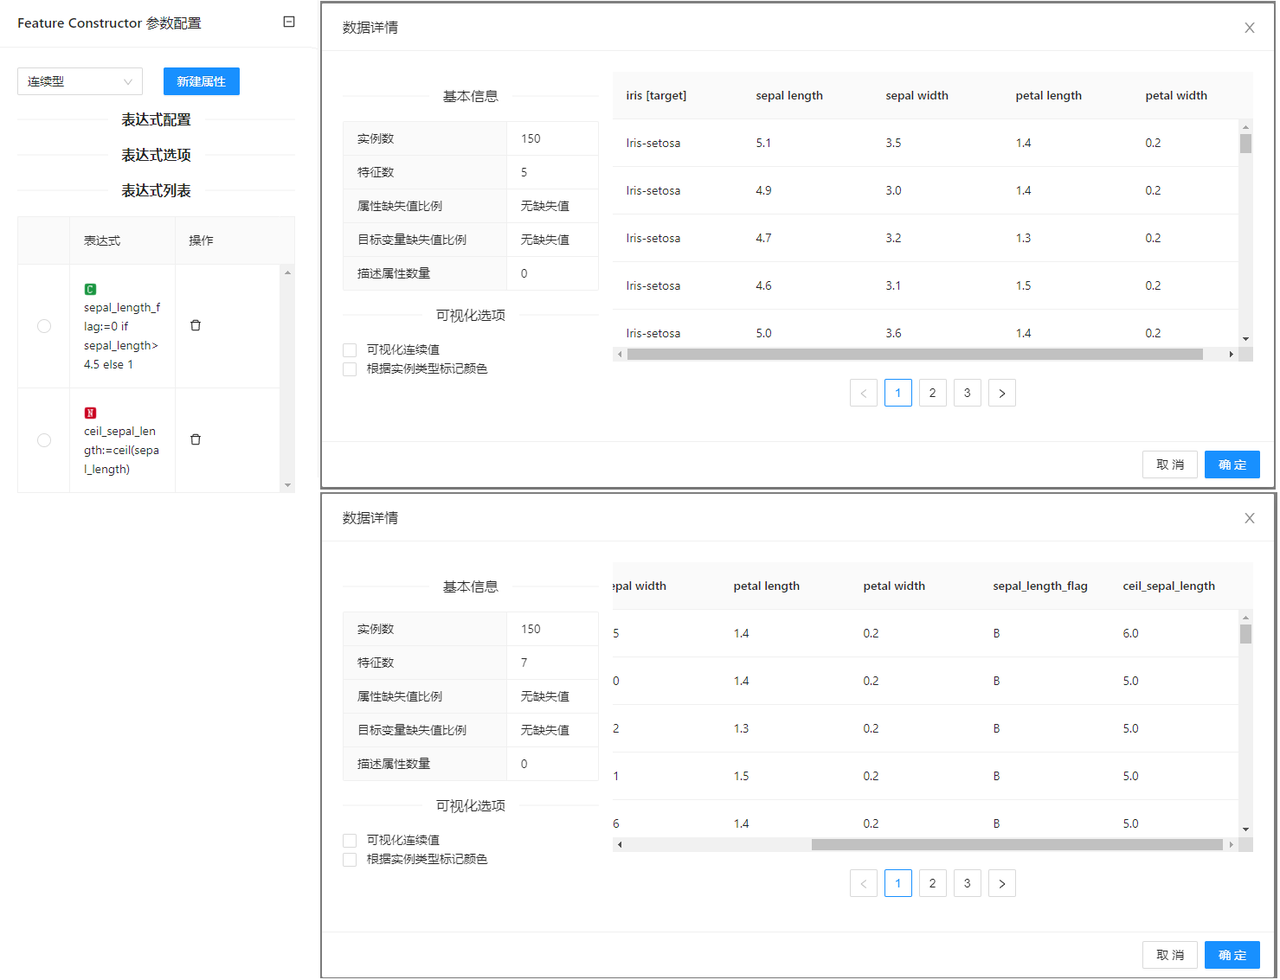 Feature Constructor 参数配置
连续型
新建属性
表达式配置
表达式选项
表达式列表
表达式 操作
C
sepal_length_f
lag:=0 if
sepal_length>
4.5 else 1
N
ceil_sepal_len
gth:=ceil(sepa
l_length)
数据详情
基本信息
实例数 150
特征数 5
属性缺失值比例 无缺失值
目标变量缺失值比例 无缺失值
描述属性数量 0
可视化选项
可视化连续值
根据实例类型标记颜色
iris [target] sepal length sepal width petal length petal width
Iris-setosa 5.1 3.5 1.4 0.2
Iris-setosa 4.9 3.0 1.4 0.2
Iris-setosa 4.7 3.2 1.3 0.2
Iris-setosa 4.6 3.1 1.5 0.2
Iris-setosa 5.0 3.6 1.4 0.2
1 2 3
取 消 确 定
数据详情
基本信息
实例数 150
特征数 7
属性缺失值比例 无缺失值
目标变量缺失值比例 无缺失值
描述属性数量 0
可视化选项
可视化连续值
根据实例类型标记颜色
epal width petal length petal width sepal_length_flag ceil_sepal_length
5 1.4 0.2 B 6.0
0 1.4 0.2 B 5.0
2 1.3 0.2 B 5.0
1 1.5 0.2 B 5.0
6 1.4 0.2 B 5.0
1 2 3
取 消 确 定